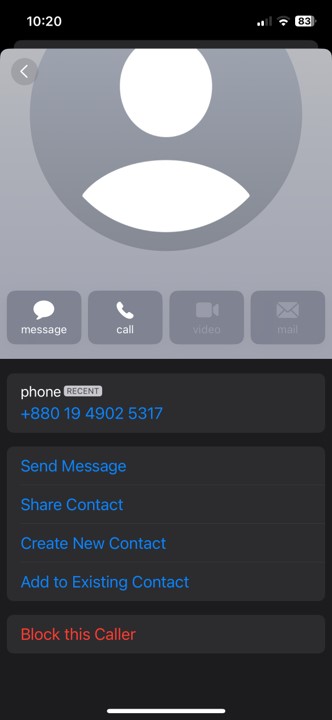 10:20
83
message
call
video
mail
phone RECENT
+880 19 4902 5317
Send Message
Share Contact
Create New Contact
Add to Existing Contact
Block this Caller